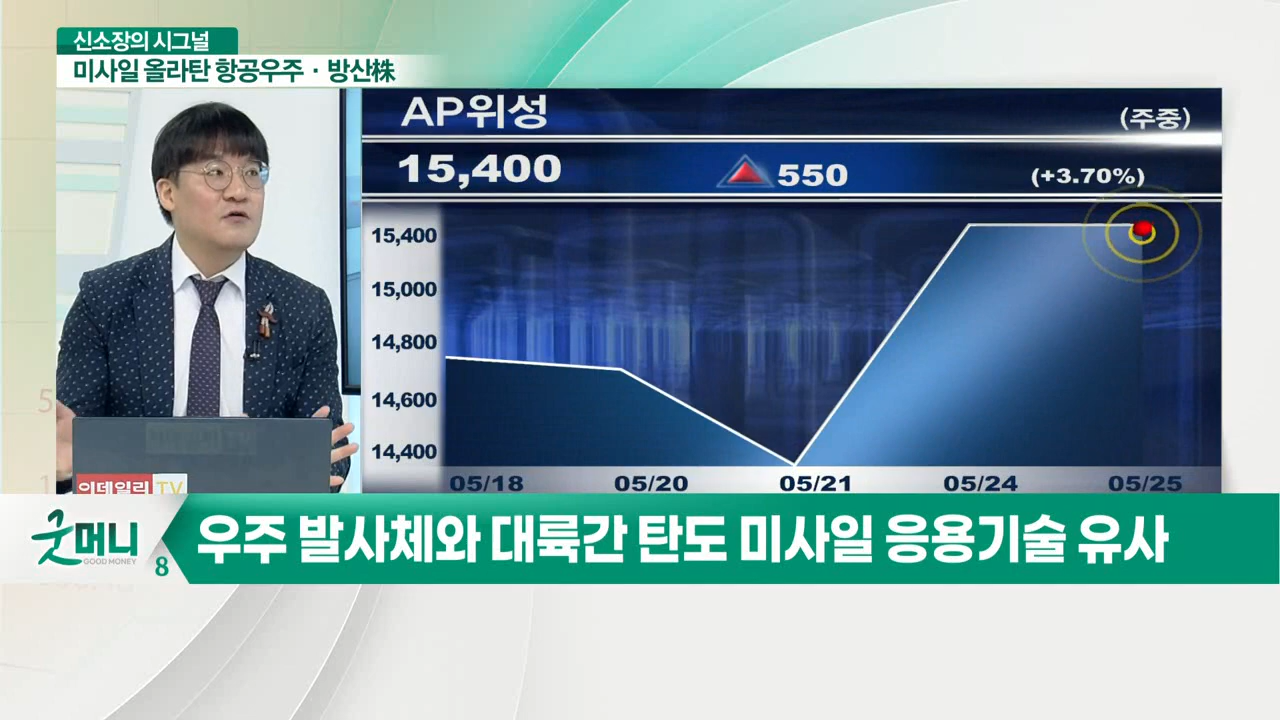 신소장의 시그널
미사일 올라탄 항공우주 · 방산株
AP위성
(주중)
15,400
550
(+3.70%)
15,400
15,000
14,800
14,600
14,400
05/18
05/20
05/21
05/24
05/25
이데일리 TV
굿머니
GOOD MONEY
8
우주 발사체와 대륙간 탄도 미사일 응용기술 유사